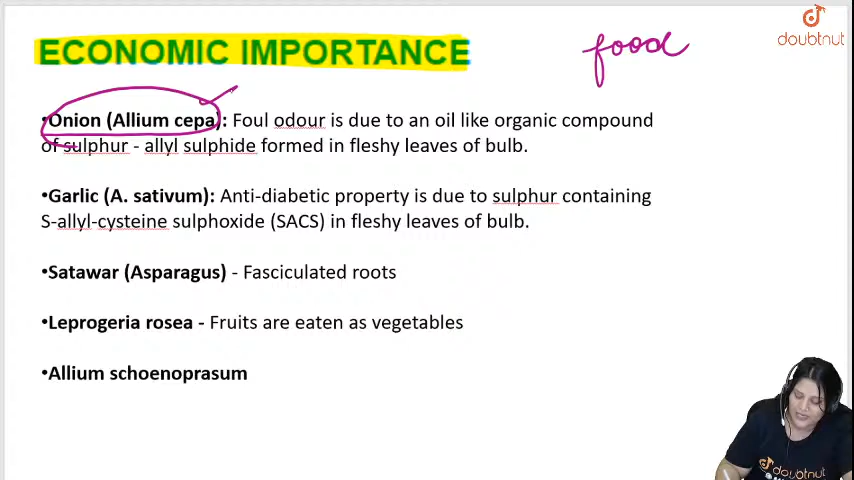 ECONOMIC IMPORTANCE
food
doubtnut
•Onion (Allium cepa): Foul odour is due to an oil like organic compound
of sulphur - allyl sulphide formed in fleshy leaves of bulb.
•Garlic (A. sativum): Anti-diabetic property is due to sulphur containing
S-allyl-cysteine sulphoxide (SACS) in fleshy leaves of bulb.
•Satawar (Asparagus) - Fasciculated roots
•Leprogeria rosea - Fruits are eaten as vegetables
•Allium schoenoprasum
doubtnut